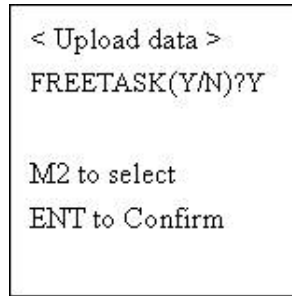 < Upload data >
FREETASK(Y/N)?Y
M2 to select
ENT to Confirm